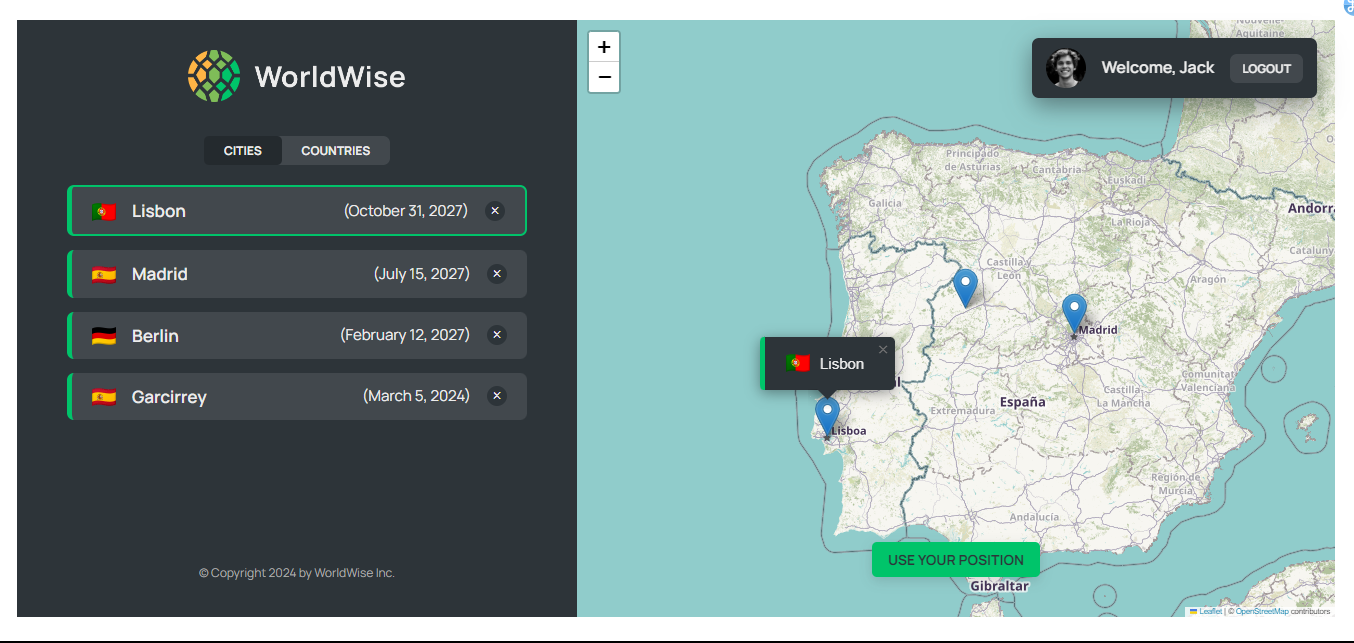 WorldWise
CITIES COUNTRIES
Lisbon (October 31, 2027) ×
Madrid (July 15, 2027) ×
Berlin (February 12, 2027) ×
Garcirrey (March 5, 2024) ×
© Copyright 2024 by WorldWise Inc.
+
−
Welcome, Jack LOGOUT
Aquitaine
Principado
de Asturias
Cantabria
Euskadi
Galicia
Andorr
La Rioja
Cataluny
Castilla y
León
Aragón
Madrid
Lisbon ×
Comunitat
Valenciana
Castilla-
La Mancha
España
Extremadura
Lisboa
Región de
Murcia
Andalucía
USE YOUR POSITION
Gibraltar
Leaflet | © OpenStreetMap contributors